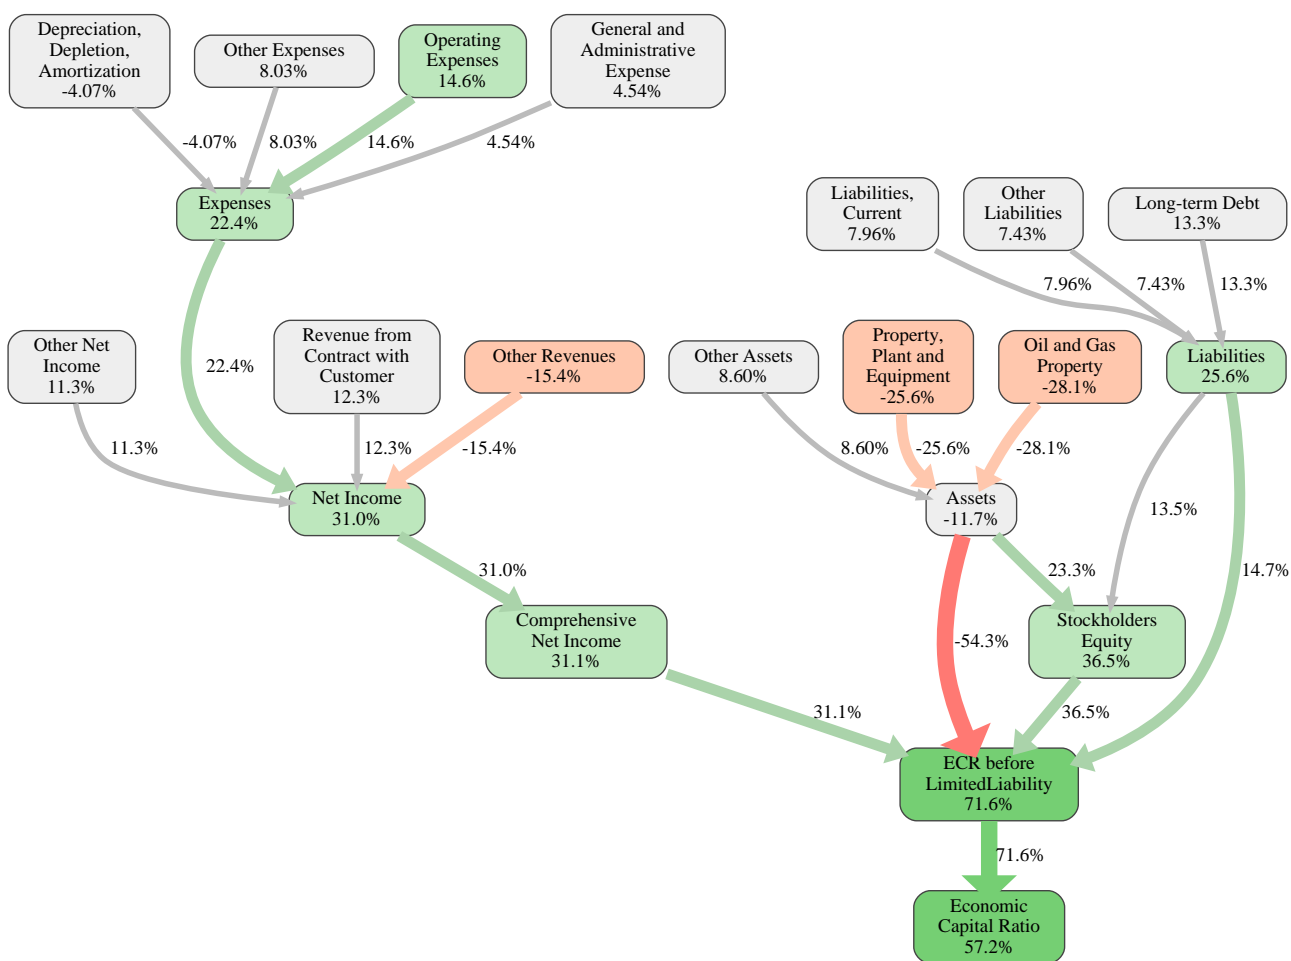 Depreciation,
Depletion,
Amortization
-4.07%
Other Expenses
8.03%
Operating
Expenses
14.6%
General and
Administrative
Expense
4.54%
-4.07%
8.03%
14.6%
4.54%
Expenses
22.4%
Liabilities,
Current
7.96%
Other
Liabilities
7.43%
Long-term Debt
13.3%
7.96%
7.43%
13.3%
Other Net
Income
11.3%
22.4%
Revenue from
Contract with
Customer
12.3%
Other Revenues
-15.4%
Other Assets
8.60%
Property,
Plant and
Equipment
-25.6%
Oil and Gas
Property
-28.1%
Liabilities
25.6%
11.3%
12.3%
-15.4%
8.60%
-25.6%
-28.1%
Net Income
31.0%
Assets
-11.7%
13.5%
31.0%
23.3%
14.7%
Comprehensive
Net Income
31.1%
-54.3%
Stockholders
Equity
36.5%
31.1%
36.5%
ECR before
LimitedLiability
71.6%
71.6%
Economic
Capital Ratio
57.2%